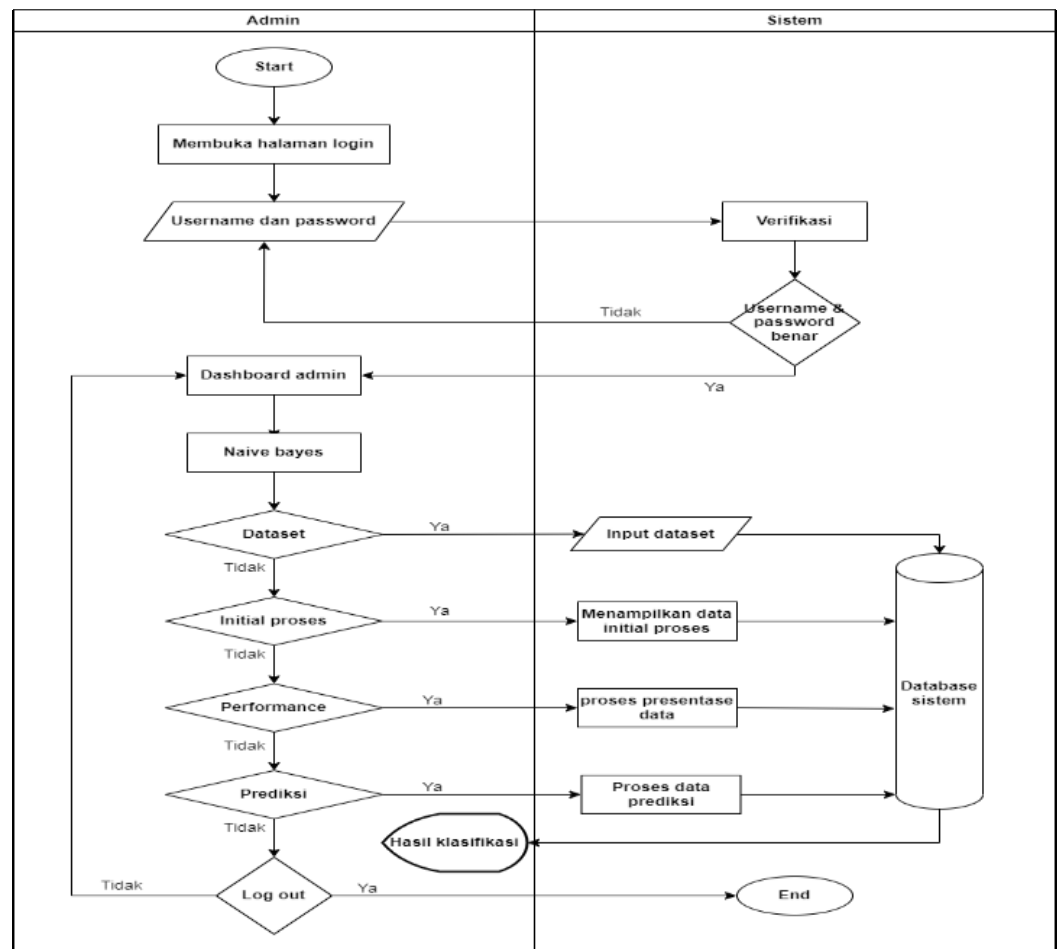 Admin
Sistem
Start
Membuka halaman login
Username dan password
Verifikasi
Username &
password
benar
Tidak
Ya
Dashboard admin
Naive bayes
Dataset
Ya
Input dataset
Tidak
Initial proses
Ya
Menampilkan data
initial proses
Tidak
Performance
Ya
proses presentase
data
Database
sistem
Tidak
Prediksi
Ya
Proses data
prediksi
Tidak
Hasil klasifikasi
Tidak
Log out
Ya
End